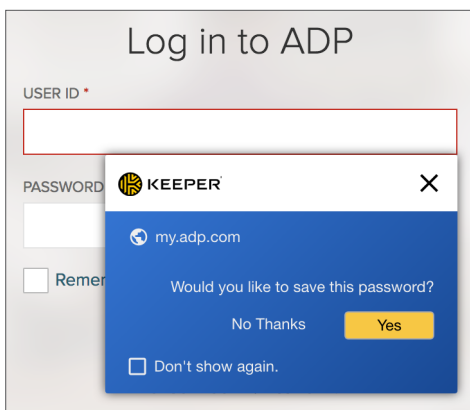 Log in to ADP
USER ID *
PASSWORD
KEEPER
my.adp.com
Remem
Would you like to save this password?
No Thanks
Yes
Don't show again.